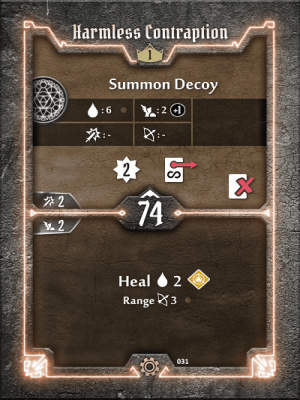 Harmless Contraption
1
Summon Decoy
: 6
: 2 +1
: -
: -
2
S
74
2
2
Heal 2
Range 3
031